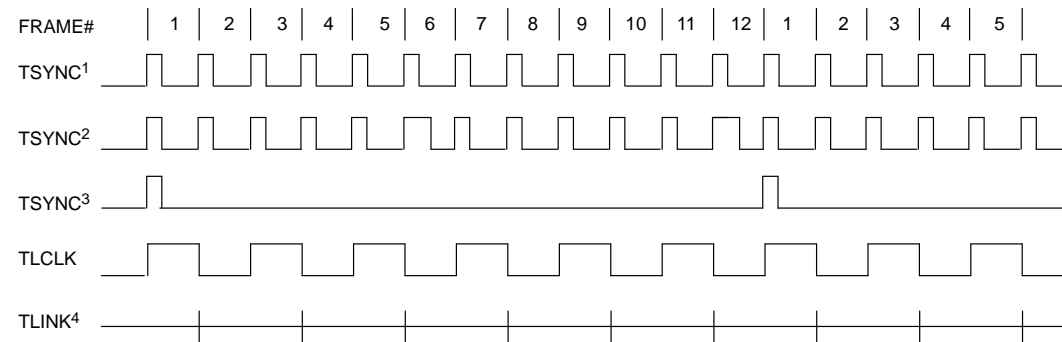 FRAME# 1 2 3 4 5 6 7 8 9 10 11 12 1 2 3 4 5
TSYNC1
TSYNC2
TSYNC3
TLCLK
TLINK4